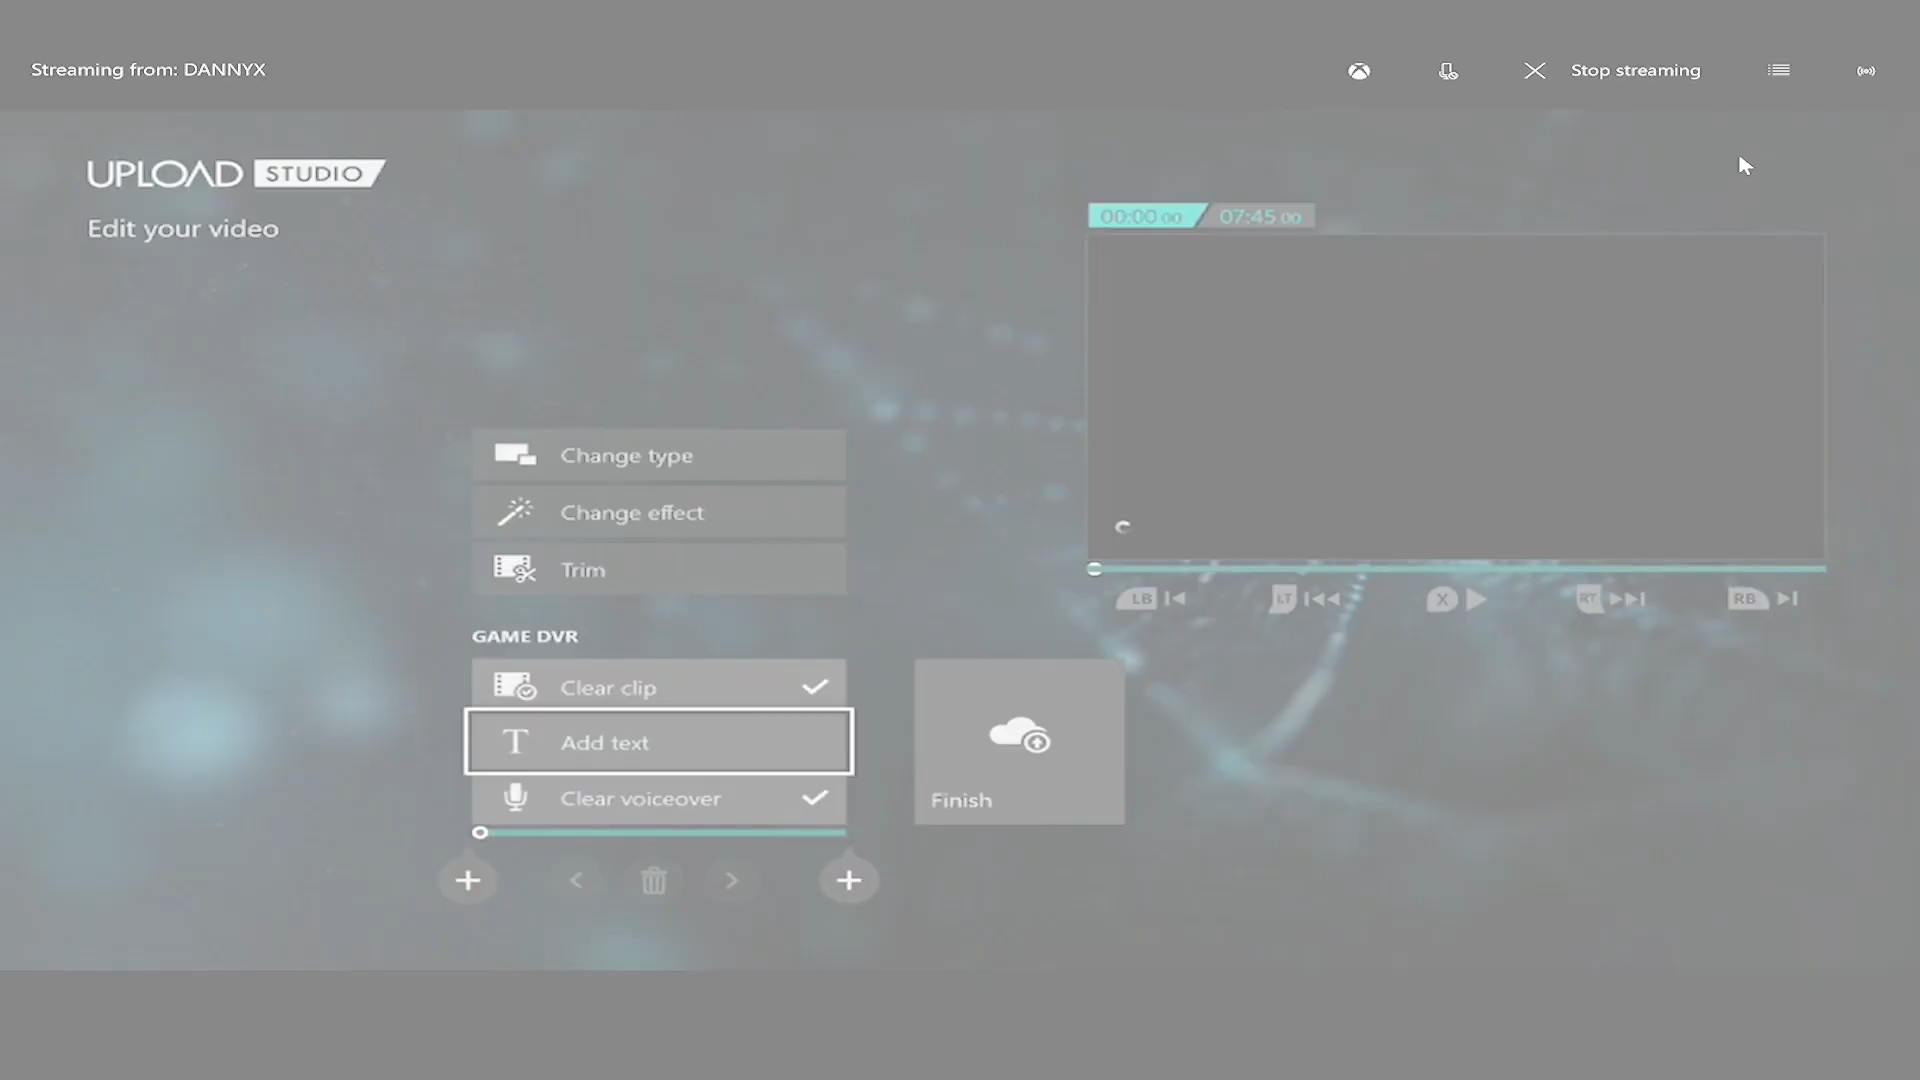 Streaming from: DANNYX
Stop streaming
UPLOAD STUDIO
Edit your video
00:00 00 07:45 00
Change type
Change effect
Trim
LB LT X RT RB
GAME DVR
Clear clip
T Add text
Clear voiceover
Finish